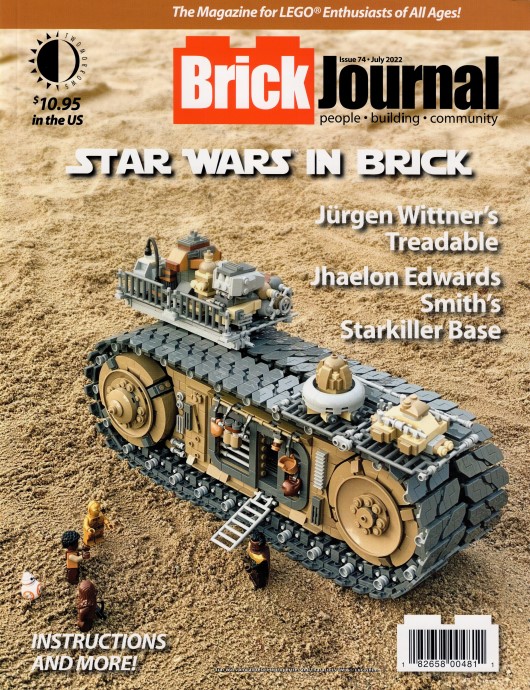 The Magazine for LEGO® Enthusiasts of All Ages!
TWOMORROWS
$10.95
in the US
Issue 74 • July 2022
Brick Journal
people • building • community
STAR WARS IN BRICK
Jürgen Wittner's
Treadable
Jhaelon Edwards
Smith's
Starkiller Base
INSTRUCTIONS
AND MORE!
1 82658 00481 1